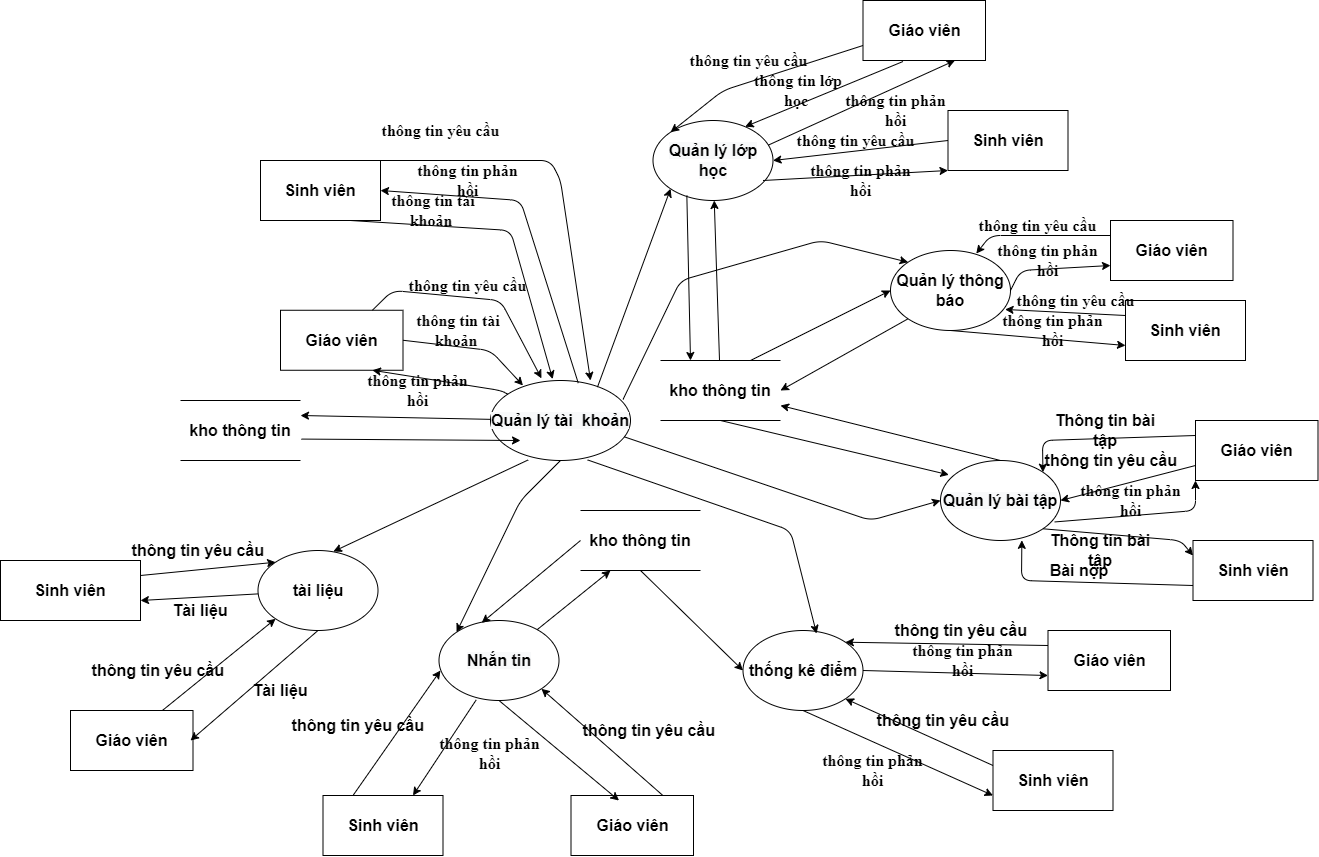 Giáo viên
thông tin yêu cầu
thông tin lớp
học
thông tin phản
hồi
Sinh viên
thông tin yêu cầu
thông tin phản
hồi
Quản lý lớp
học
thông tin yêu cầu
Sinh viên
thông tin phản
hồi
thông tin tài
khoản
thông tin yêu cầu
Giáo viên
thông tin tài
khoản
thông tin phản
hồi
kho thông tin
Quản lý tài khoản
thông tin yêu cầu
Giáo viên
thông tin phản
hồi
Quản lý thông
báo
thông tin yêu cầu
Sinh viên
thông tin phản
hồi
kho thông tin
Thông tin bài
tập
thông tin yêu cầu
Giáo viên
thông tin phản
hồi
Quản lý bài tập
Thông tin bài
tập
Bài nộp
Sinh viên
kho thông tin
thông tin yêu cầu
Sinh viên
tài liệu
Tài liệu
thông tin yêu cầu
Tài liệu
Giáo viên
Nhắn tin
thông tin yêu cầu
thông tin phản
hồi
thông tin yêu cầu
Sinh viên
Giáo viên
thống kê điểm
thông tin yêu cầu
thông tin phản
hồi
Giáo viên
thông tin yêu cầu
thông tin phản
hồi
Sinh viên